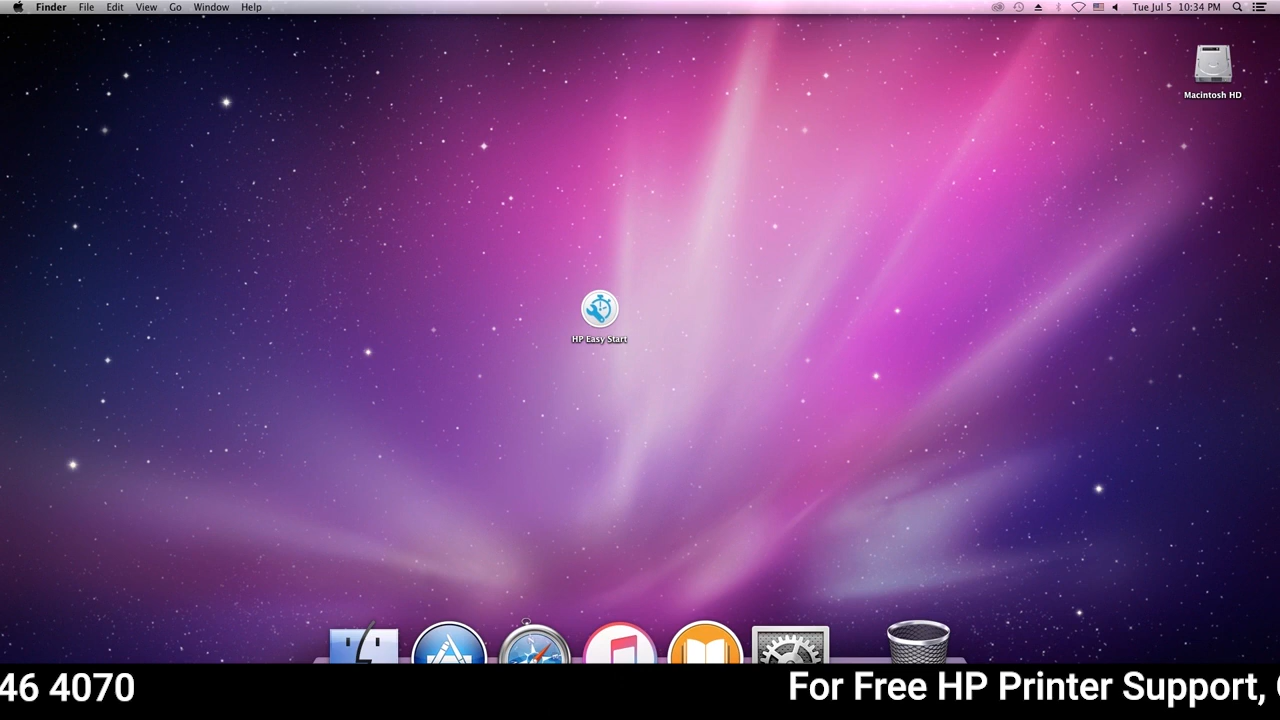 Finder File Edit View Go Window Help Tue Jul 5 10:34 PM
Macintosh HD
HP Easy Start
46 4070 For Free HP Printer Support,